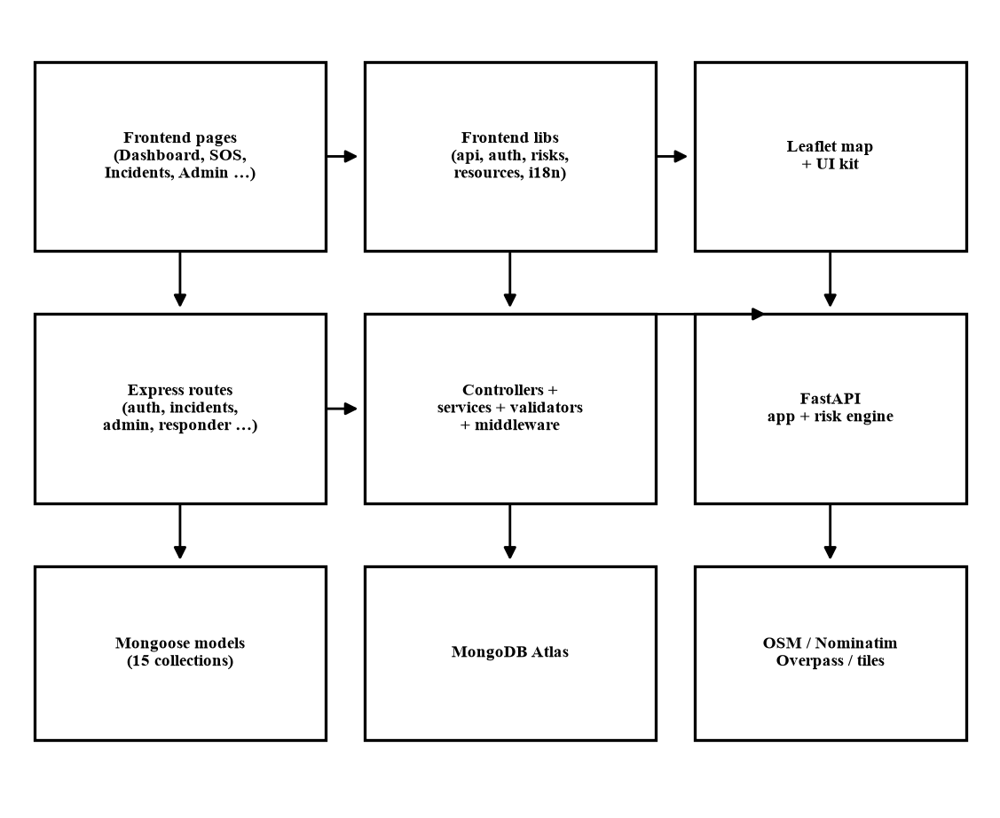 Frontend pages
(Dashboard, SOS,
Incidents, Admin …)
Frontend libs
(api, auth, risks,
resources, i18n)
Leaflet map
+ UI kit
Express routes
(auth, incidents,
admin, responder …)
Controllers +
services + validators
+ middleware
FastAPI
app + risk engine
Mongoose models
(15 collections)
MongoDB Atlas
OSM / Nominatim
Overpass / tiles